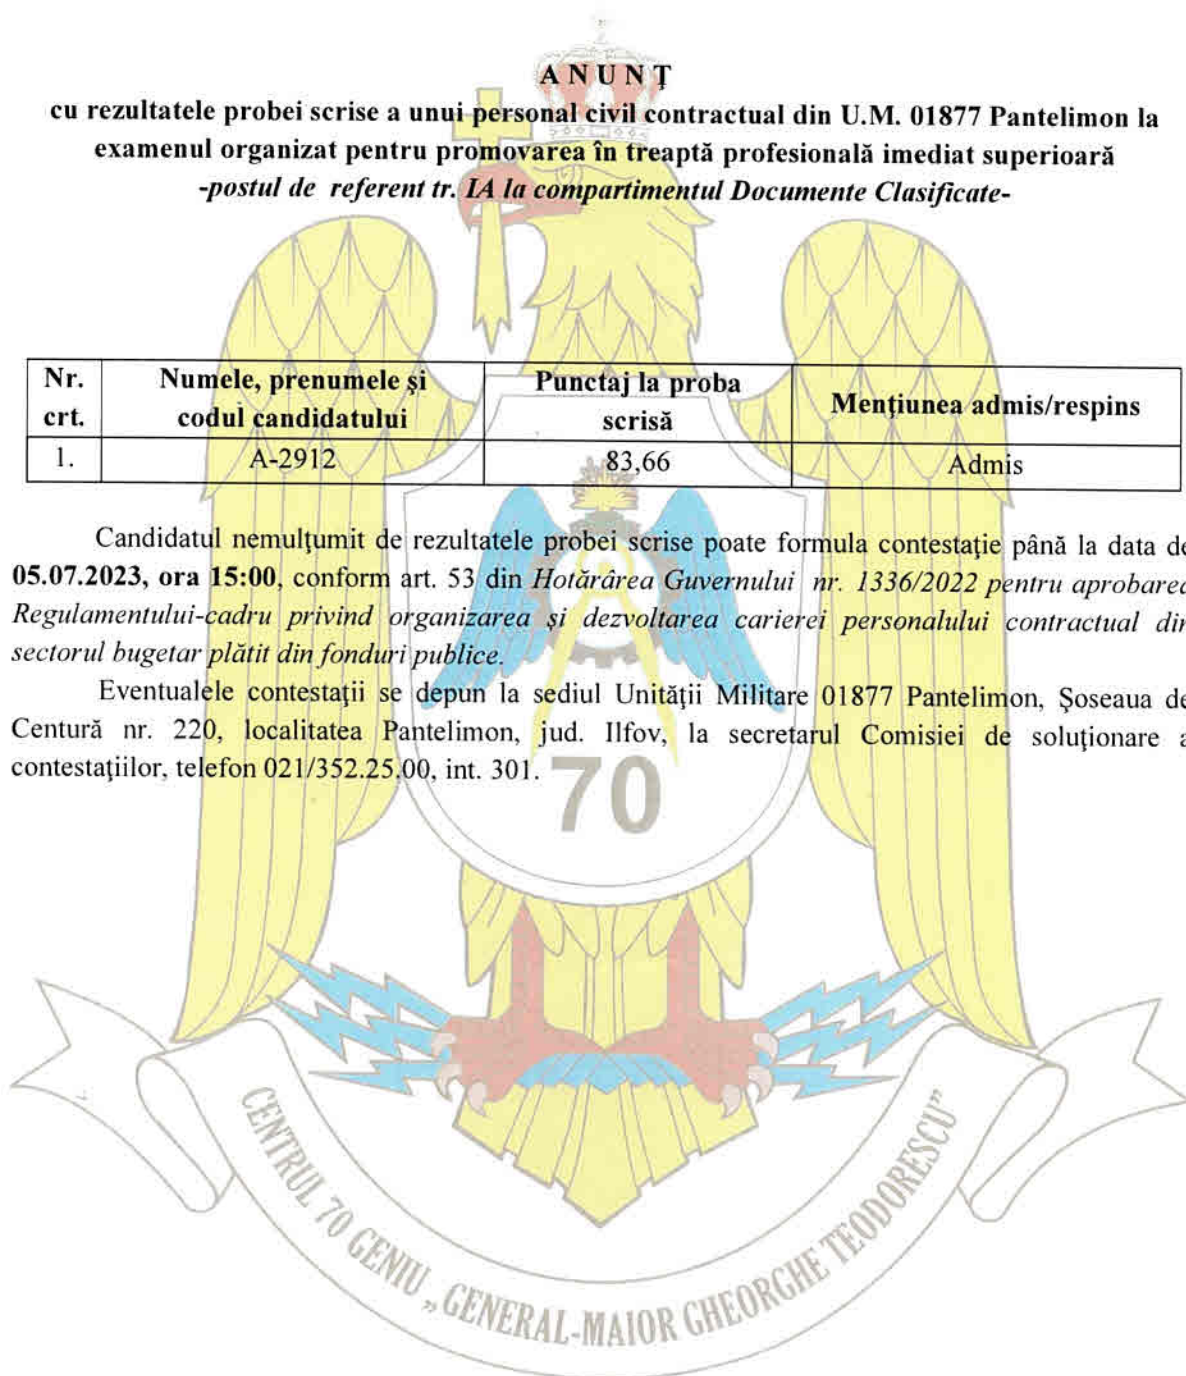 ANUNŢ
cu rezultatele probei scrise a unui personal civil contractual din U.M. 01877 Pantelimon la
examenul organizat pentru promovarea în treaptă profesională imediat superioară
-postul de referent tr. IA la compartimentul Documente Clasificate-
Nr. crt. Numele, prenumele şi codul candidatului Punctaj la proba scrisă Menţiunea admis/respins
1. A-2912 83,66 Admis
Candidatul nemulţumit de rezultatele probei scrise poate formula contestaţie până la data de
05.07.2023, ora 15:00, conform art. 53 din Hotărârea Guvernului nr. 1336/2022 pentru aprobarea
Regulamentului-cadru privind organizarea şi dezvoltarea carierei personalului contractual din
sectorul bugetar plătit din fonduri publice.
Eventualele contestaţii se depun la sediul Unităţii Militare 01877 Pantelimon, Şoseaua de
Centură nr. 220, localitatea Pantelimon, jud. Ilfov, la secretarul Comisiei de soluţionare a
contestaţiilor, telefon 021/352.25.00, int. 301.
70
CENTRUL 70 GENIU „GENERAL-MAIOR GHEORGHE TEODORESCU”